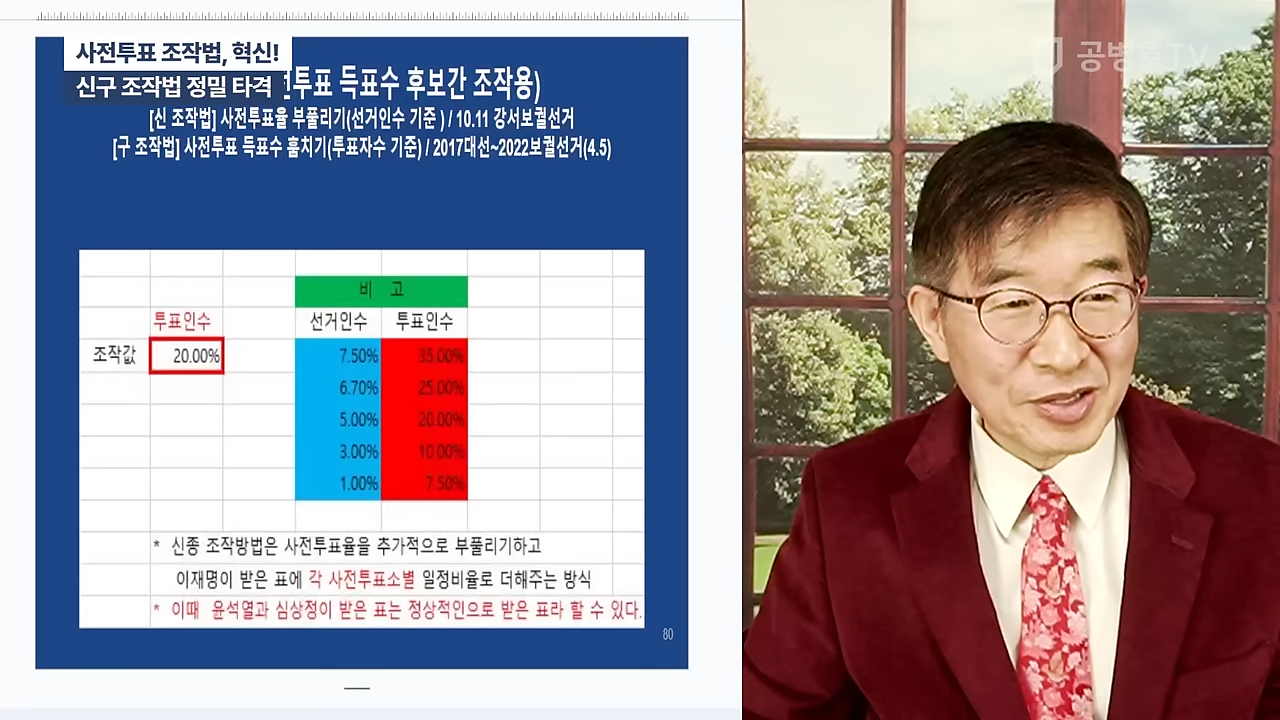 사전투표 조작법, 혁신!
신구 조작법 정밀 타격
투표 득표수 후보간 조작용)
[신 조작법] 사전투표율 부풀리기(선거인수 기준 ) / 10.11 강서보궐선거
[구 조작법] 사전투표 득표수 훔치기(투표자수 기준) / 2017대선~2022보궐선거(4.5)
공병호TV
비 고
투표인수 선거인수 투표인수
조작값 20.00% 7.50% 35.00%
6.70% 25.00%
5.00% 20.00%
3.00% 10.00%
1.00% 7.50%
* 신종 조작방법은 사전투표율을 추가적으로 부풀리기하고
이재명이 받은 표에 각 사전투표소별 일정비율로 더해주는 방식
* 이때 윤석열과 심상정이 받은 표는 정상적인으로 받은 표라 할 수 있다.
80